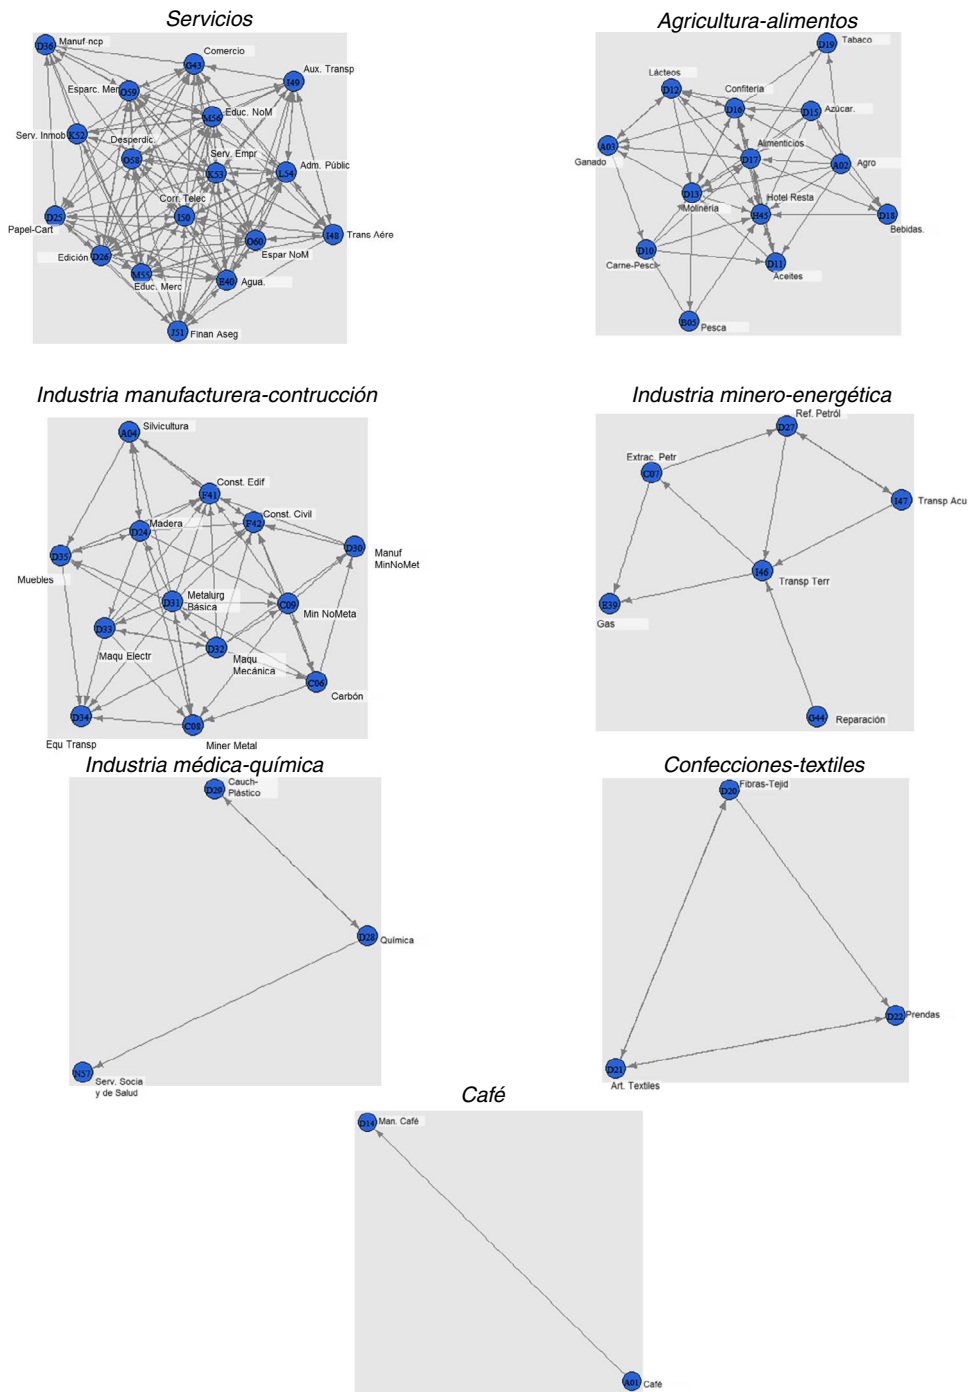 Servicios
D36 Manuf-ncp
G43 Comercio
I49 Aux. Transp
O59 Esparc. Mer
M56 Educ. NoM
K52 Serv. Inmob
O58 Desperdic.
K53 Serv. Empr
L54 Adm. Públic
I50 Corr. Telec
D25 Papel-Cart
I48 Trans Aére
O60 Espar NoM
D26 Edición
M55 Educ. Merc
E40 Agua.
J51 Finan Aseg
Agricultura-alimentos
D19 Tabaco
D12 Lácteos
D16 Confitería
D15 Azúcar.
A03 Ganado
D17 Alimenticios
A02 Agro
D13 Molinería
H45 Hotel Resta
D18 Bebidas.
D10 Carne-Pesc
D11 Aceites
B05 Pesca
Industria manufacturera-contrucción
A04 Silvicultura
F41 Const. Edif
F42 Const. Civil
D24 Madera
D30 Manuf
MinNoMet
D35 Muebles
D31 Metalurg
Básica
C09 Min NoMeta
D33 Maqu Electr
D32 Maqu
Mecánica
C06 Carbón
D34 Equ Transp
C08 Miner Metal
Industria minero-energética
D27 Ref. Petról
C07 Extrac. Petr
I47 Transp Acu
I46 Transp Terr
E39 Gas
G44 Reparación
Industria médica-química
D29 Cauch-
Plástico
D28 Química
N57 Serv. Socia
y de Salud
Confecciones-textiles
D20 Fibras-Tejid
D22 Prendas
D21 Art. Textiles
Café
D14 Man. Café
A01 Café